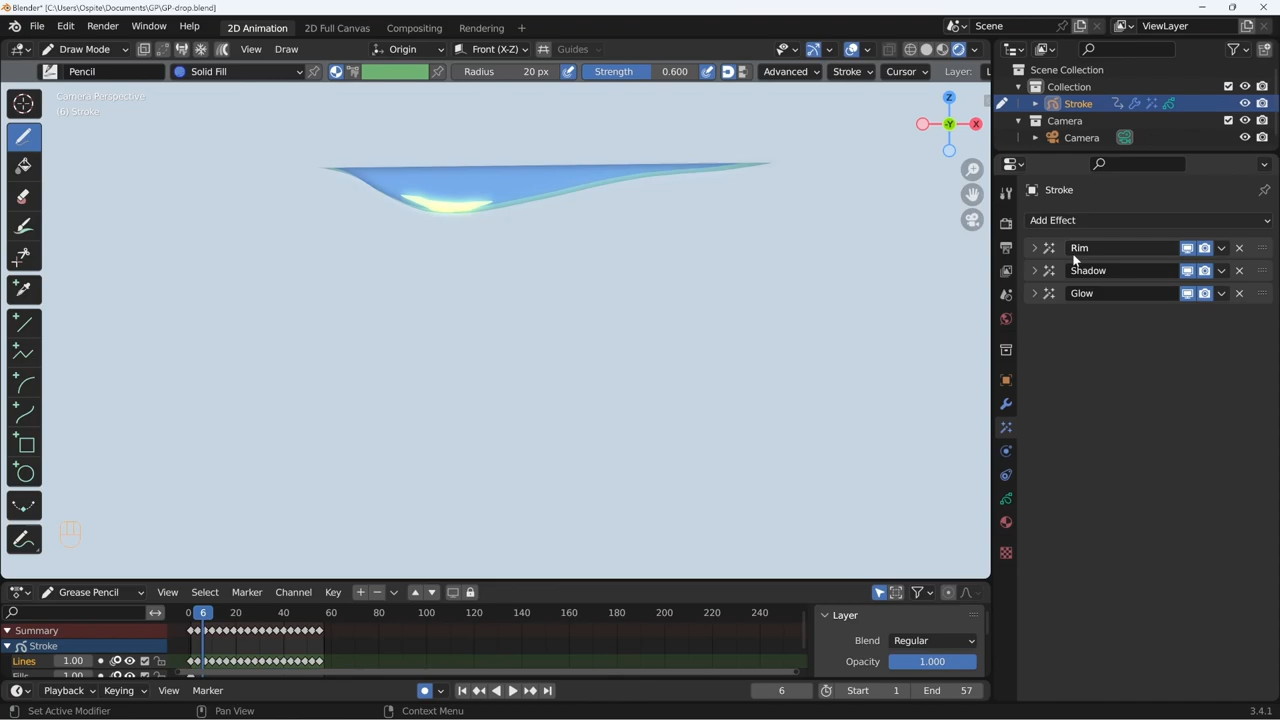 Blender* [C:\Users\Ospite\Documents\GP\GP-drop.blend]
File Edit Render Window Help 2D Animation 2D Full Canvas Compositing Rendering + Scene ViewLayer
Draw Mode View Draw Origin Front (X-Z) Guides
Pencil Solid Fill Radius 20 px Strength 0.600 Advanced Stroke Cursor Layer:
Scene Collection
Collection
Stroke
Camera
Camera
Camera Perspective
(6) Stroke
Z
-Y X
Stroke
Add Effect
Rim
Shadow
Glow
Grease Pencil View Select Marker Channel Key
0 6 20 40 60 80 100 120 140 160 180 200 220 240
Summary
Stroke
Lines 1.00
Fills 1.00
Layer
Blend Regular
Opacity 1.000
Playback Keying View Marker 6 Start 1 End 57
Set Active Modifier Pan View Context Menu 3.4.1